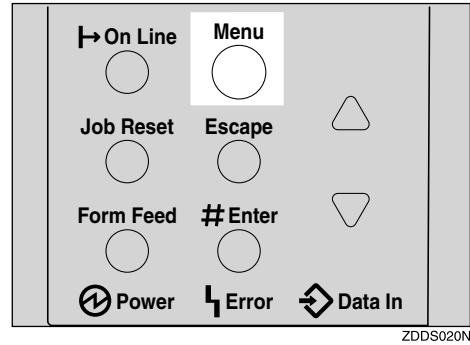 On Line Menu
Job Reset Escape
Form Feed # Enter
Power Error Data In
ZDDS020N